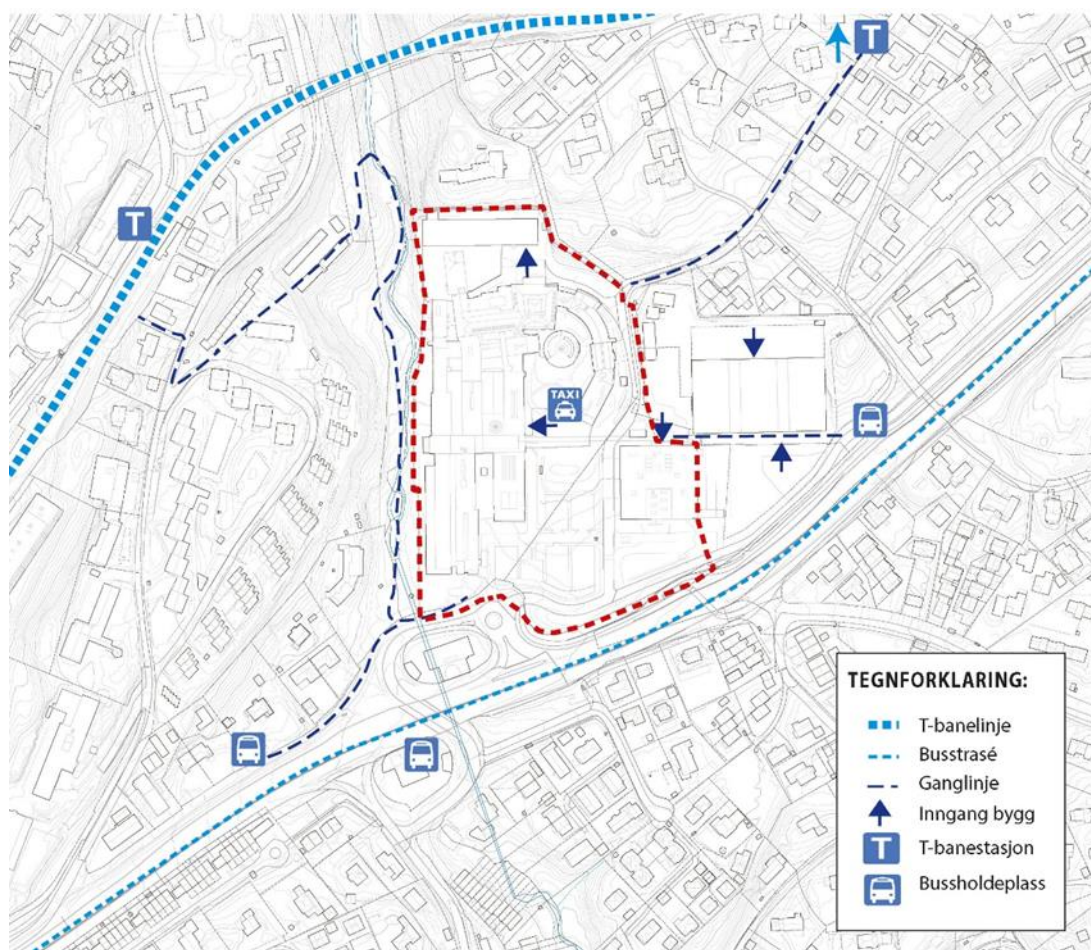 T
T
TAXI
TEGNFORKLARING:
T-banelinje
Busstrasé
Ganglinje
Inngang bygg
T
T-banestasjon
Bussholdeplass